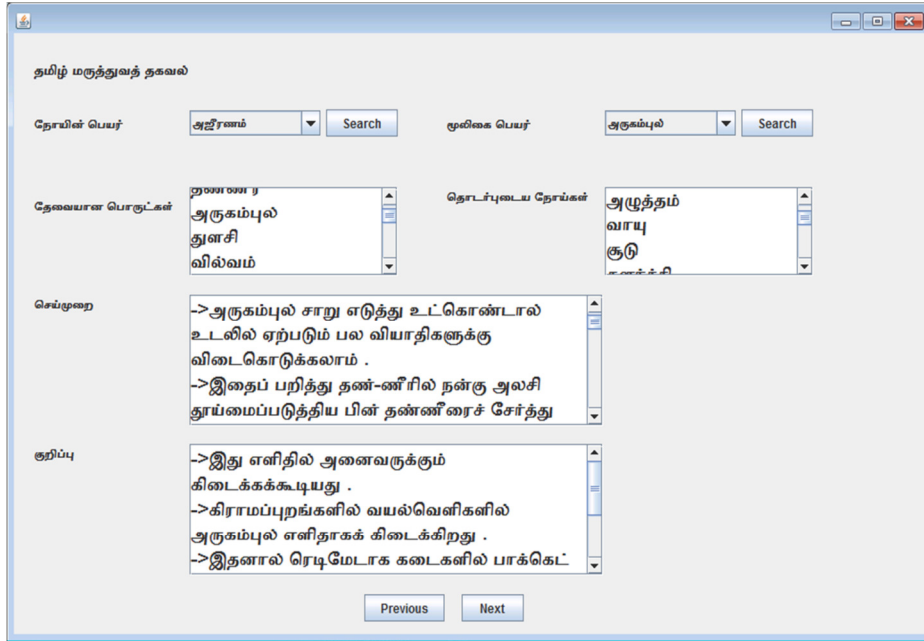 தமிழ் மருத்துவத் தகவல்
நோயின் பெயர்
அஜீரணம்
Search
மூலிகை பெயர்
அருகம்புல்
Search
தேவையான பொருட்கள்
தண்ணீர்
அருகம்புல்
துளசி
வில்வம்
தொடர்புடைய நோய்கள்
அழுத்தம்
வாயு
சூடு
செய்முறை
->அருகம்புல் சாறு எடுத்து உட்கொண்டால்
உடலில் ஏற்படும் பல வியாதிகளுக்கு
விடைகொடுக்கலாம் .
->இதைப் பறித்து தண்-ணீரில் நன்கு அலசி
தூய்மைப்படுத்திய பின் தண்ணீரைச் சேர்த்து
குறிப்பு
->இது எளிதில் அனைவருக்கும்
கிடைக்கக்கூடியது .
->கிராமப்புறங்களில் வயல்வெளிகளில்
அருகம்புல் எளிதாகக் கிடைக்கிறது .
->இதனால் ரெடிமேடாக கடைகளில் பாக்கெட்
Previous
Next